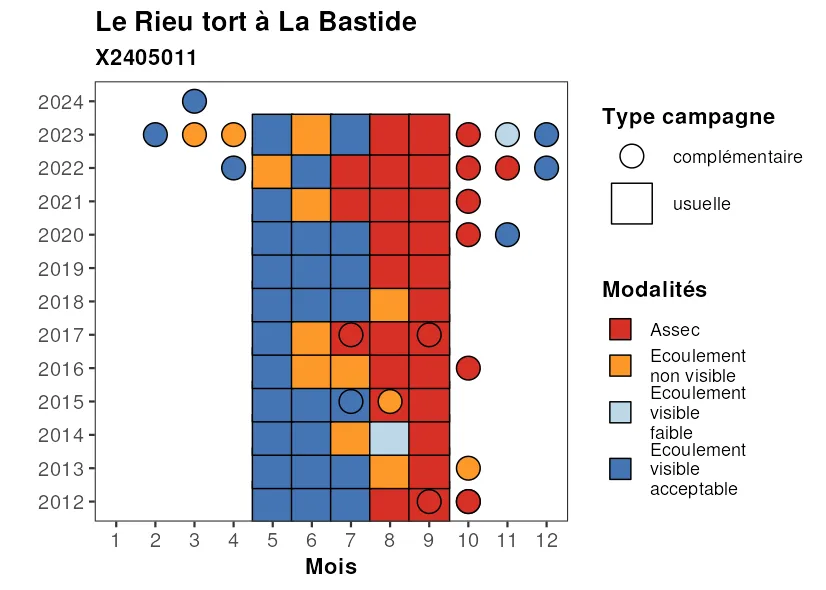 Le Rieu tort à La Bastide
X2405011
2024
2023
2022
2021
2020
2019
2018
2017
2016
2015
2014
2013
2012
1 2 3 4 5 6 7 8 9 10 11 12
Mois
Type campagne
complémentaire
usuelle
Modalités
Assec
Ecoulement
non visible
Ecoulement
visible
faible
Ecoulement
visible
acceptable